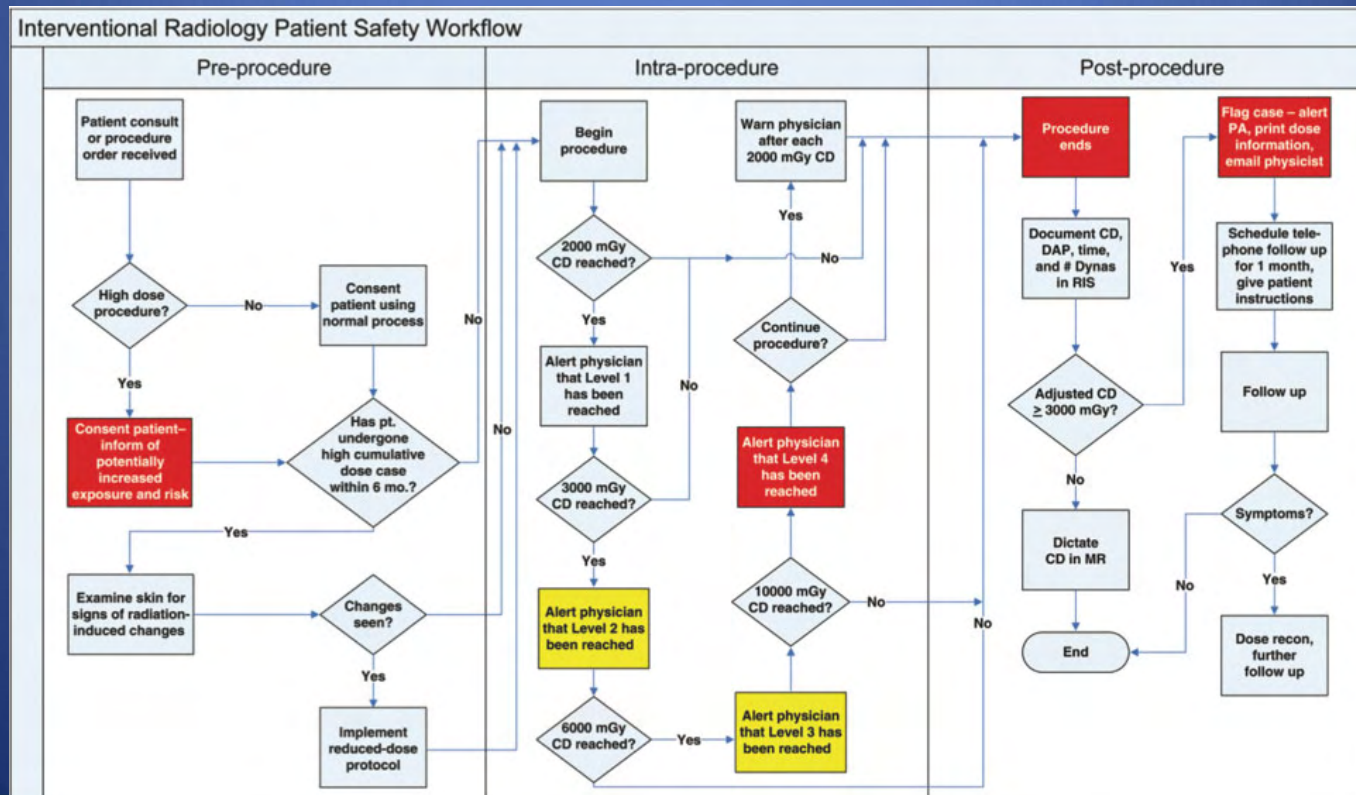 Interventional Radiology Patient Safety Workflow
Pre-procedure
Patient consult
or procedure
order received
High dose
procedure?
No
Consent
patient using
normal process
Yes
Consent patient–
inform of
potentially
increased
exposure and risk
Has pt.
undergone
high cumulative
dose case
within 6 mo.?
No
Yes
Examine skin for
signs of radiation-
induced changes
Changes
seen?
No
Yes
Implement
reduced-dose
protocol
Intra-procedure
Begin
procedure
2000 mGy
CD reached?
No
Yes
Alert physician
that Level 1
has been
reached
3000 mGy
CD reached?
No
Yes
Alert physician
that Level 2 has
been reached
6000 mGy
CD reached?
Yes
No
Alert physician
that Level 3 has
been reached
10000 mGy
CD reached?
No
Alert physician
that Level 4
has been
reached
Continue
procedure?
No
Yes
Warn physician
after each
2000 mGy CD
Post-procedure
Procedure
ends
Document CD,
DAP, time,
and # Dynas
in RIS
Adjusted CD
≥ 3000 mGy?
Yes
No
Dictate
CD in MR
End
Flag case – alert
PA, print dose
information,
email physicist
Schedule tele-
phone follow up
for 1 month,
give patient
instructions
Follow up
Symptoms?
No
Yes
Dose recon,
further
follow up